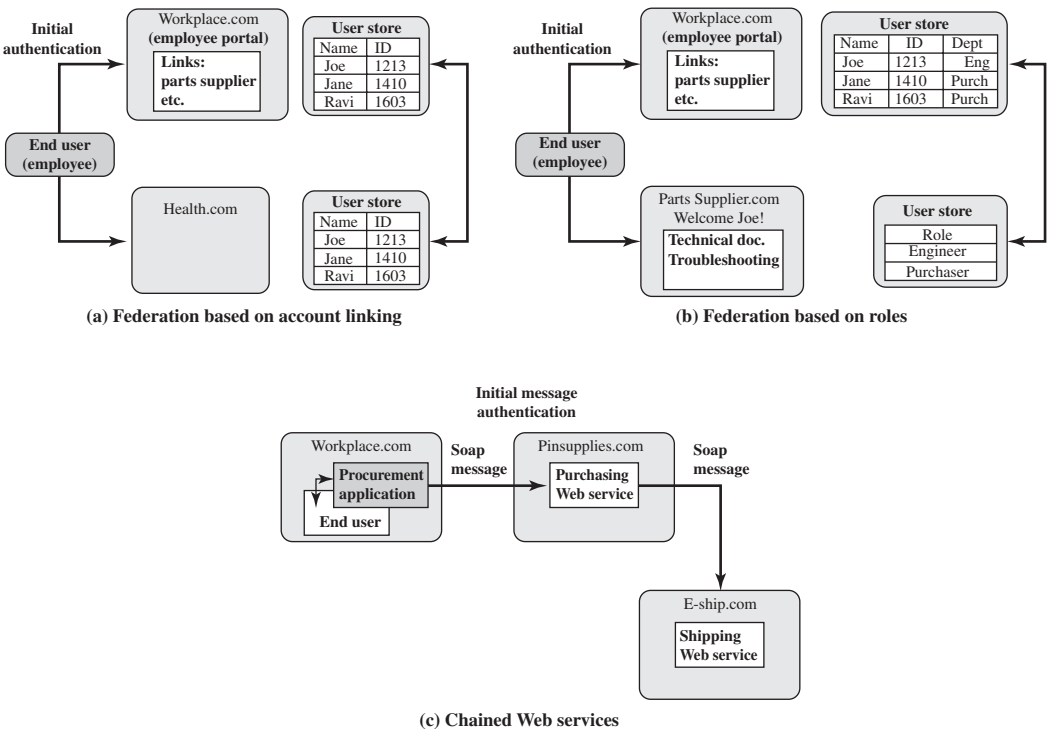 Initial
authentication
Workplace.com
(employee portal)
Links:
parts supplier
etc.
User store
Name ID
Joe 1213
Jane 1410
Ravi 1603
End user
(employee)
Health.com
User store
Name ID
Joe 1213
Jane 1410
Ravi 1603
(a) Federation based on account linking
Initial
authentication
Workplace.com
(employee portal)
Links:
parts supplier
etc.
User store
Name ID Dept
Joe 1213 Eng
Jane 1410 Purch
Ravi 1603 Purch
End user
(employee)
Parts Supplier.com
Welcome Joe!
Technical doc.
Troubleshooting
User store
Role
Engineer
Purchaser
(b) Federation based on roles
Initial message
authentication
Workplace.com
Procurement
application
End user
Soap
message
Pinsupplies.com
Purchasing
Web service
Soap
message
E-ship.com
Shipping
Web service
(c) Chained Web services